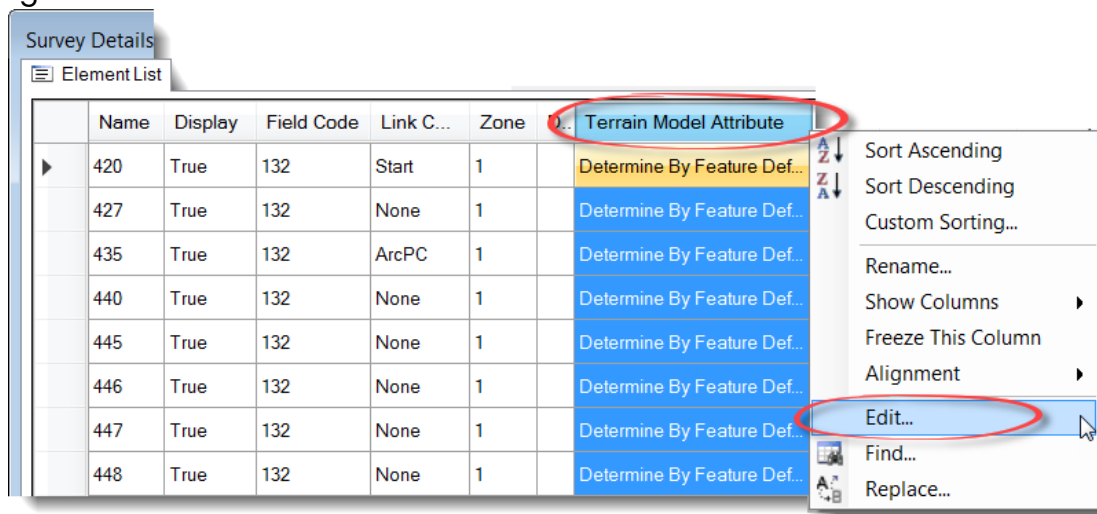 Survey Details
Element List
Name Display Field Code Link C... Zone D.. Terrain Model Attribute
420 True 132 Start 1 Determine By Feature Def...
427 True 132 None 1 Determine By Feature Def...
435 True 132 ArcPC 1 Determine By Feature Def...
440 True 132 None 1 Determine By Feature Def...
445 True 132 None 1 Determine By Feature Def...
446 True 132 None 1 Determine By Feature Def...
447 True 132 None 1 Determine By Feature Def...
448 True 132 None 1 Determine By Feature Def...
Sort Ascending
Sort Descending
Custom Sorting...
Rename...
Show Columns
Freeze This Column
Alignment
Edit...
Find...
Replace...